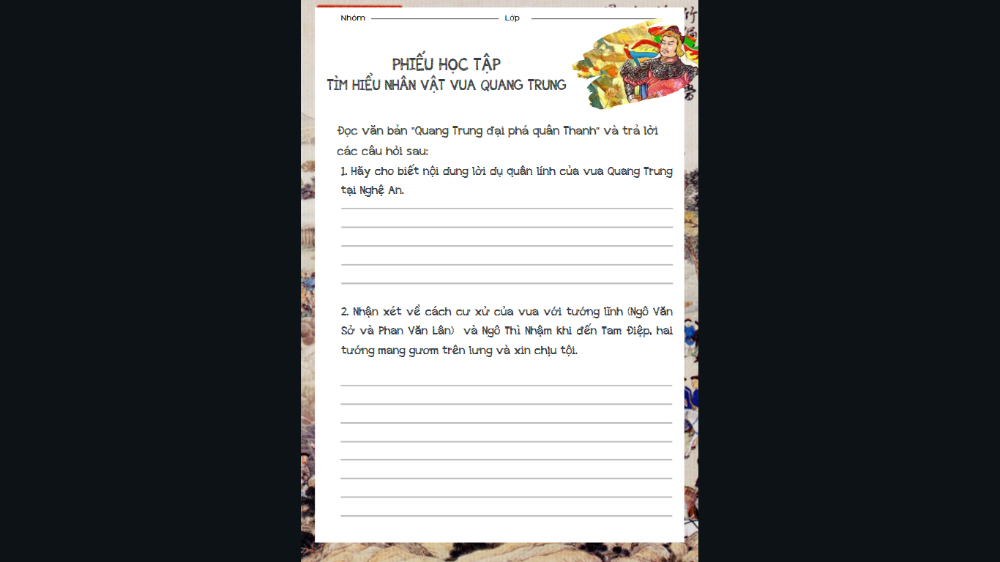 Nhóm Lớp
PHIẾU HỌC TẬP
TÌM HIỂU NHÂN VẬT VUA QUANG TRUNG
Đọc văn bản "Quang Trung đại phá quân Thanh" và trả lời
các câu hỏi sau:
1. Hãy cho biết nội dung lời dụ quân lính của vua Quang Trung
tại Nghệ An.
2. Nhận xét về cách cư xử của vua với tướng lĩnh (Ngô Văn
Sở và Phan Văn Lân) và Ngô Thì Nhậm khi đến Tam Điệp, hai
tướng mang gươm trên lưng và xin chịu tội.